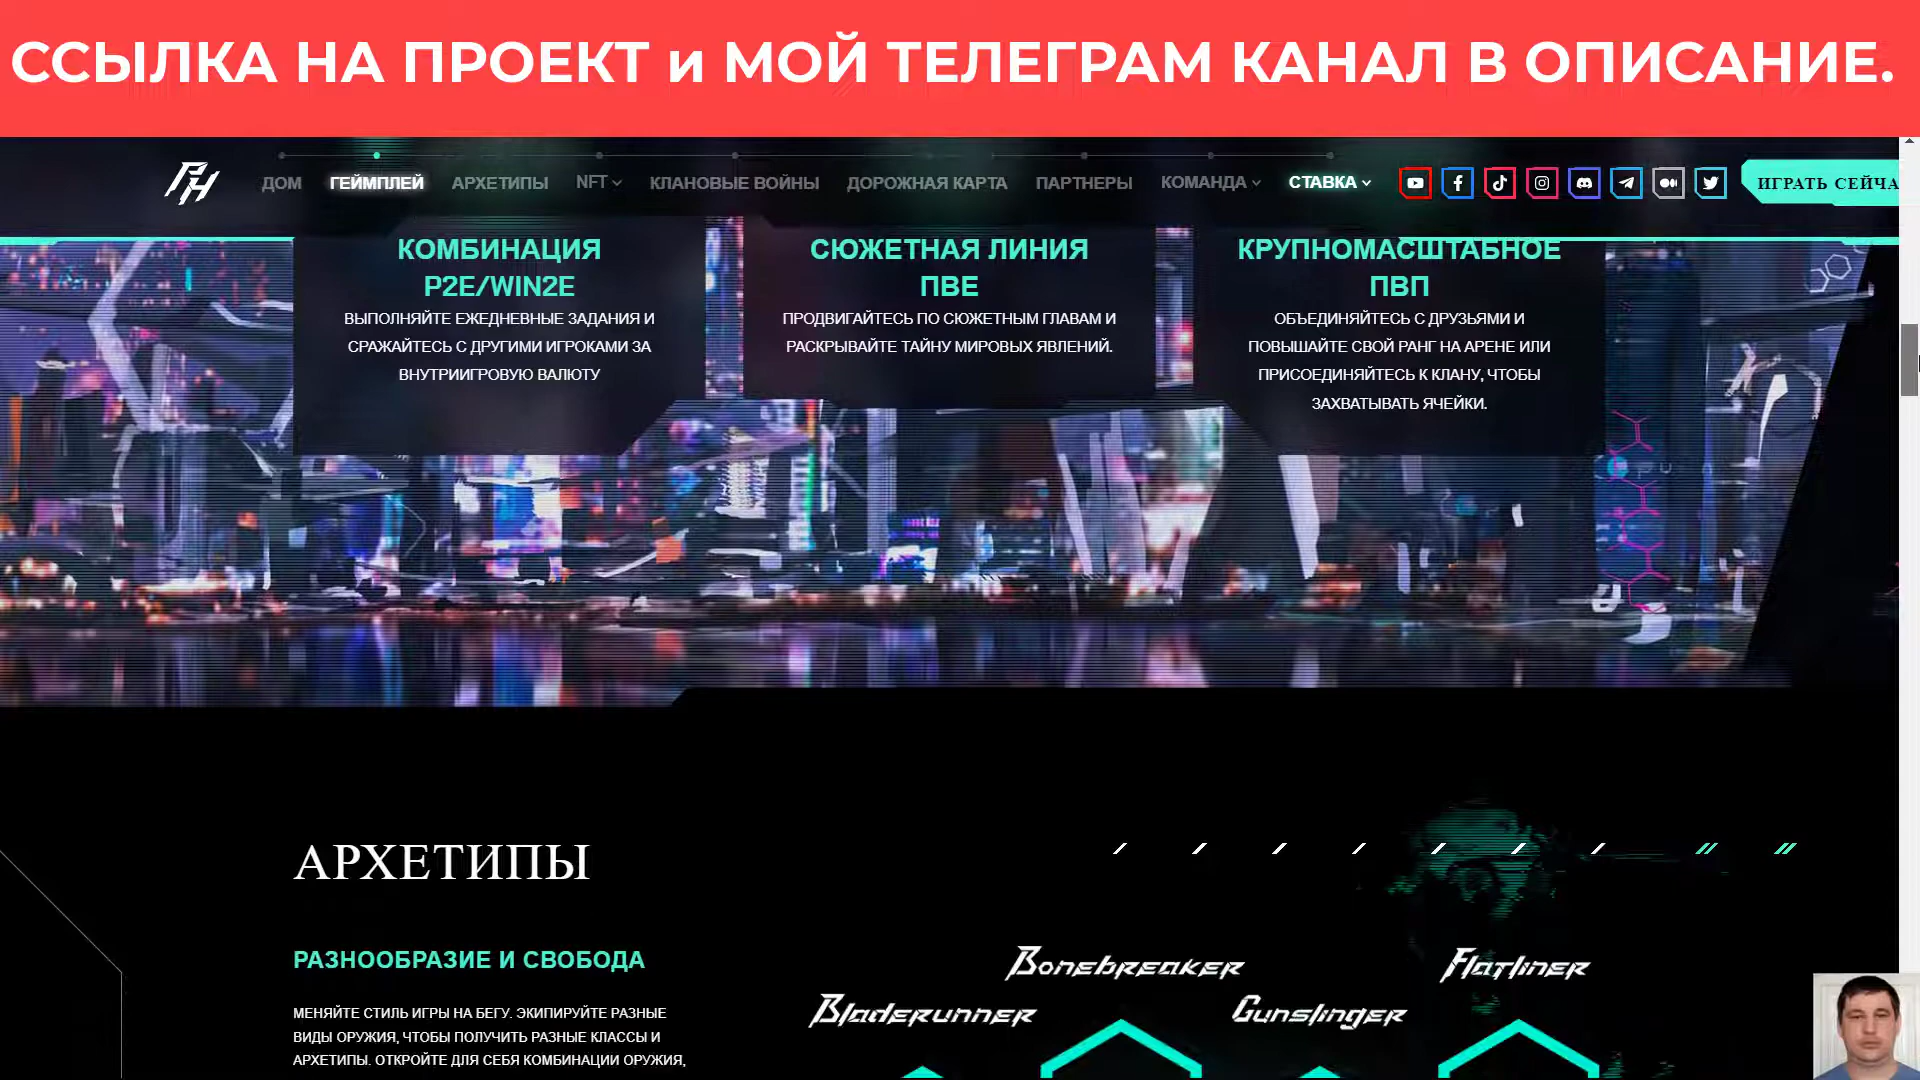 ССЫЛКА НА ПРОЕКТ и МОЙ ТЕЛЕГРАМ КАНАЛ В ОПИСАНИЕ.
ДОМ ГЕЙМПЛЕЙ АРХЕТИПЫ NFT КЛАНОВЫЕ ВОЙНЫ ДОРОЖНАЯ КАРТА ПАРТНЕРЫ КОМАНДА СТАВКА ИГРАТЬ СЕЙЧА
КОМБИНАЦИЯ
P2E/WIN2E
ВЫПОЛНЯЙТЕ ЕЖЕДНЕВНЫЕ ЗАДАНИЯ И
СРАЖАЙТЕСЬ С ДРУГИМИ ИГРОКАМИ ЗА
ВНУТРИИГРОВУЮ ВАЛЮТУ
СЮЖЕТНАЯ ЛИНИЯ
ПВЕ
ПРОДВИГАЙТЕСЬ ПО СЮЖЕТНЫМ ГЛАВАМ И
РАСКРЫВАЙТЕ ТАЙНУ МИРОВЫХ ЯВЛЕНИЙ.
КРУПНОМАСШТАБНОЕ
ПВП
ОБЪЕДИНЯЙТЕСЬ С ДРУЗЬЯМИ И
ПОВЫШАЙТЕ СВОЙ РАНГ НА АРЕНЕ ИЛИ
ПРИСОЕДИНЯЙТЕСЬ К КЛАНУ, ЧТОБЫ
ЗАХВАТЫВАТЬ ЯЧЕЙКИ.
АРХЕТИПЫ
РАЗНООБРАЗИЕ И СВОБОДА
МЕНЯЙТЕ СТИЛЬ ИГРЫ НА БЕГУ. ЭКИПИРУЙТЕ РАЗНЫЕ
ВИДЫ ОРУЖИЯ, ЧТОБЫ ПОЛУЧИТЬ РАЗНЫЕ КЛАССЫ И
АРХЕТИПЫ. ОТКРОЙТЕ ДЛЯ СЕБЯ КОМБИНАЦИИ ОРУЖИЯ,
Bonebreaker
Flatliner
Bladerunner
Gunslinger